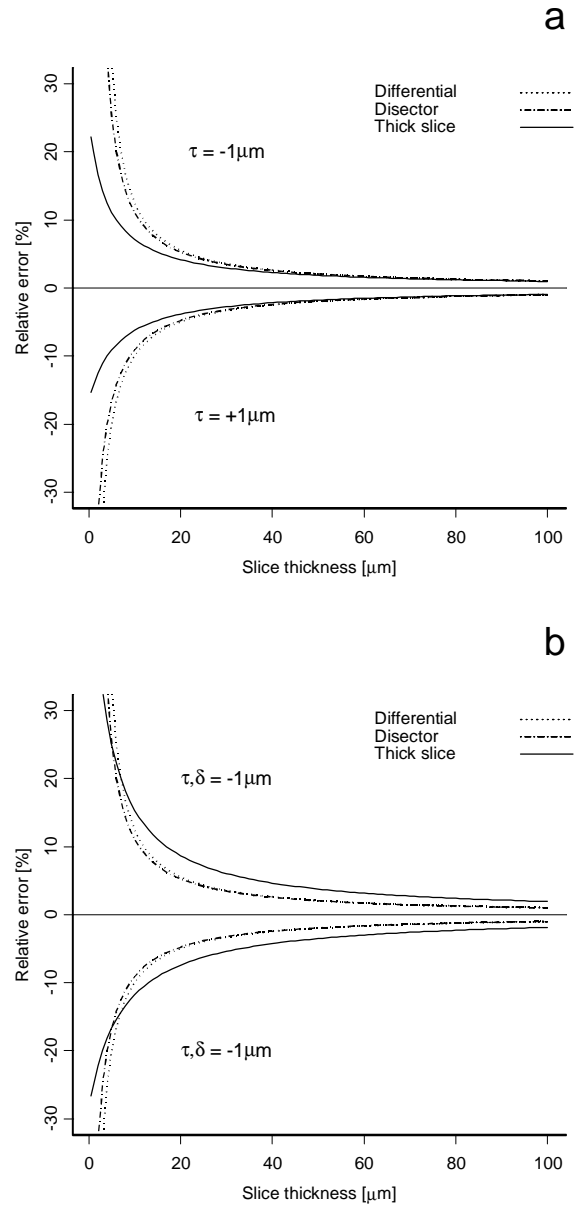 a
30
20
10
0
-10
-20
-30
Relative error [%]
Differential
Disector
Thick slice
τ = -1μm
τ = +1μm
0 20 40 60 80 100
Slice thickness [μm]
b
30
20
10
0
-10
-20
-30
Relative error [%]
Differential
Disector
Thick slice
τ,δ = -1μm
τ,δ = -1μm
0 20 40 60 80 100
Slice thickness [μm]